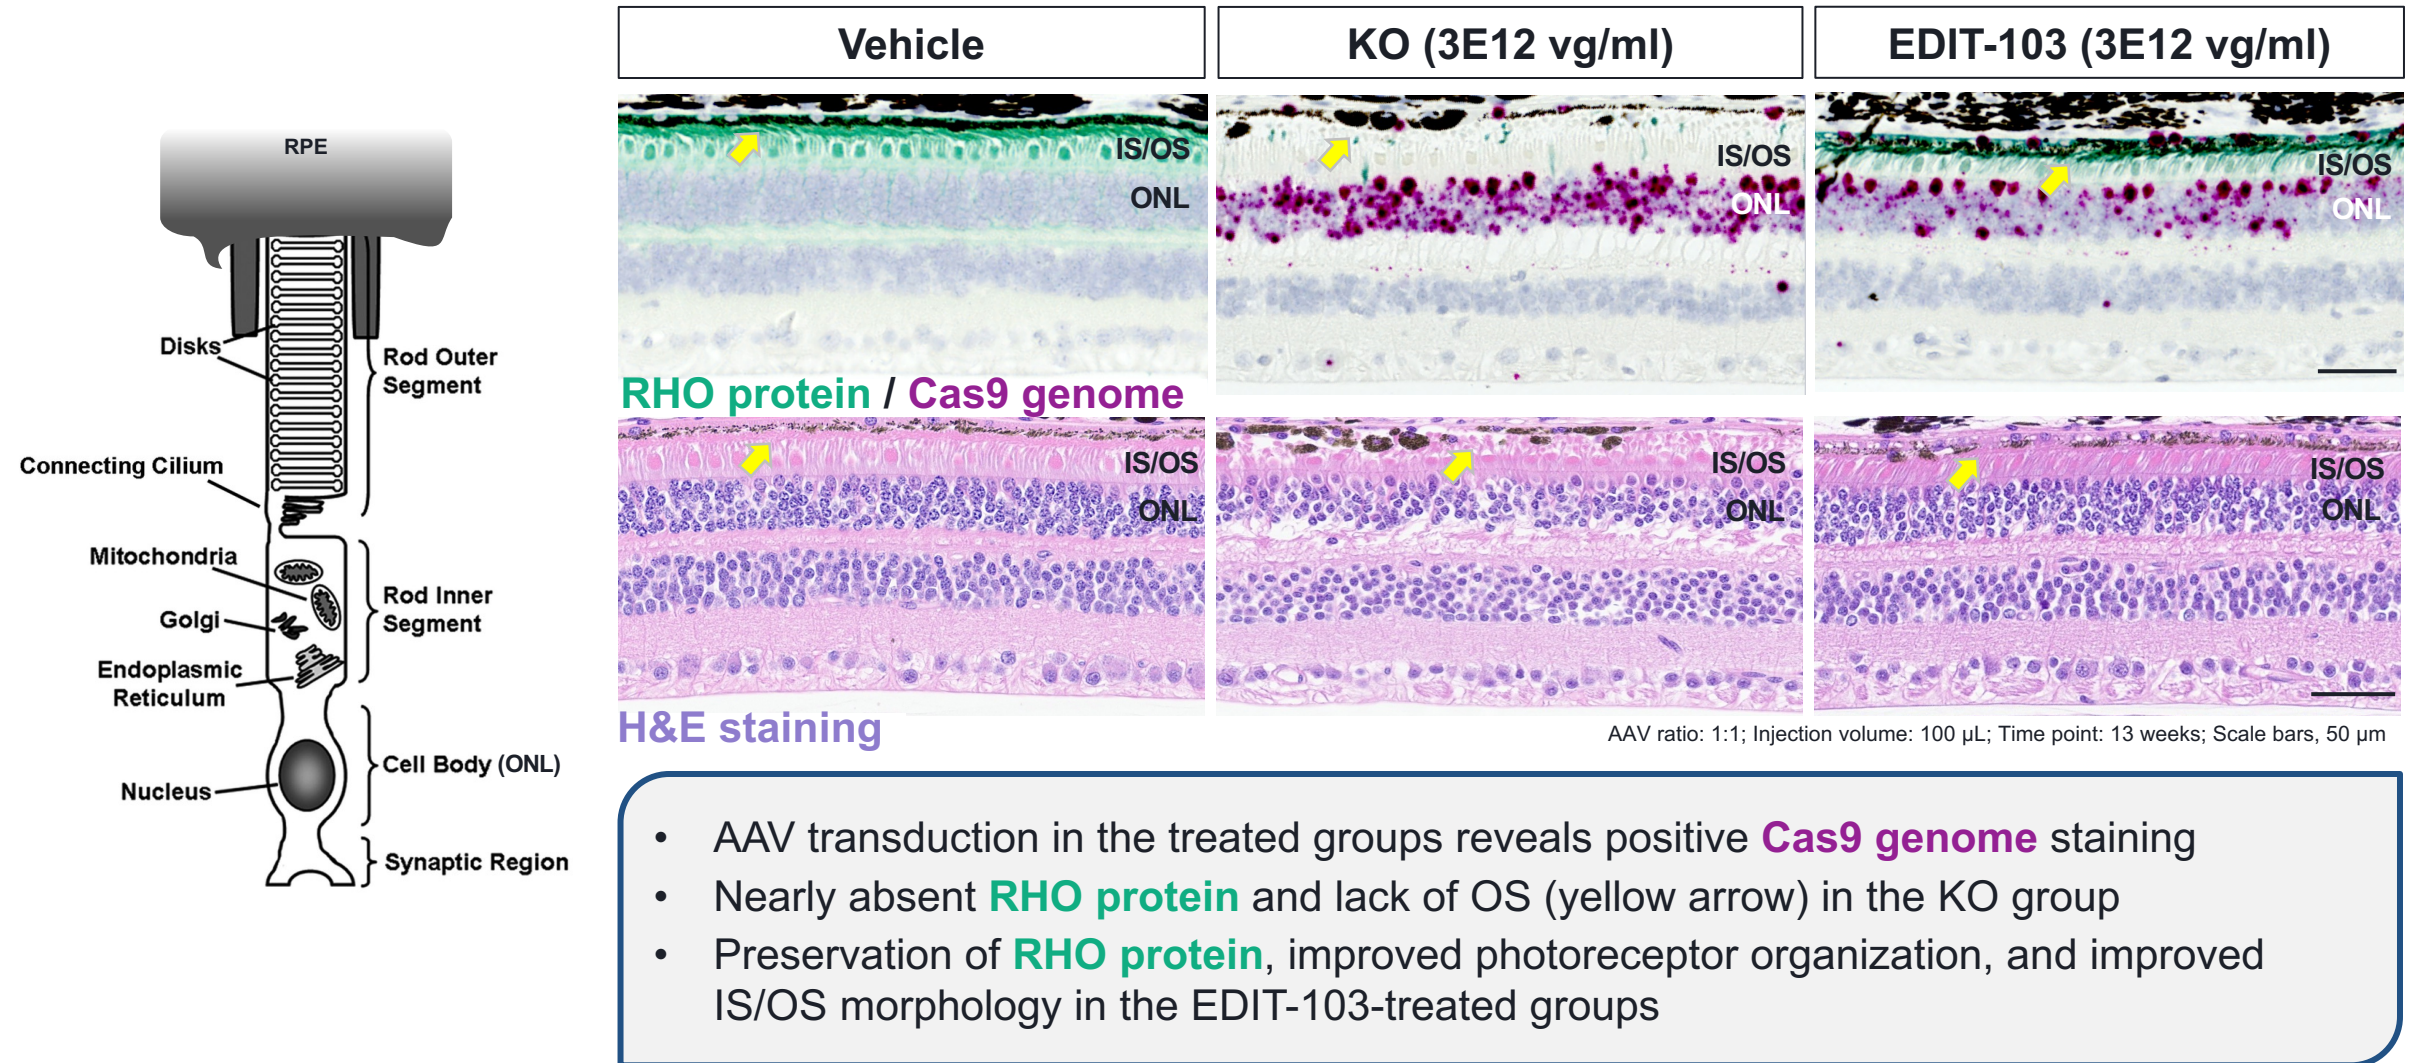 RPE
Disks
Rod Outer
Segment
Connecting Cilium
Mitochondria
Rod Inner
Segment
Golgi
Endoplasmic
Reticulum
Cell Body (ONL)
Nucleus
Synaptic Region
Vehicle
KO (3E12 vg/ml)
EDIT-103 (3E12 vg/ml)
IS/OS
ONL
IS/OS
ONL
IS/OS
ONL
RHO protein / Cas9 genome
IS/OS
ONL
IS/OS
ONL
IS/OS
ONL
H&E staining
AAV ratio: 1:1; Injection volume: 100 µL; Time point: 13 weeks; Scale bars, 50 µm
• AAV transduction in the treated groups reveals positive Cas9 genome staining
• Nearly absent RHO protein and lack of OS (yellow arrow) in the KO group
• Preservation of RHO protein, improved photoreceptor organization, and improved
IS/OS morphology in the EDIT-103-treated groups